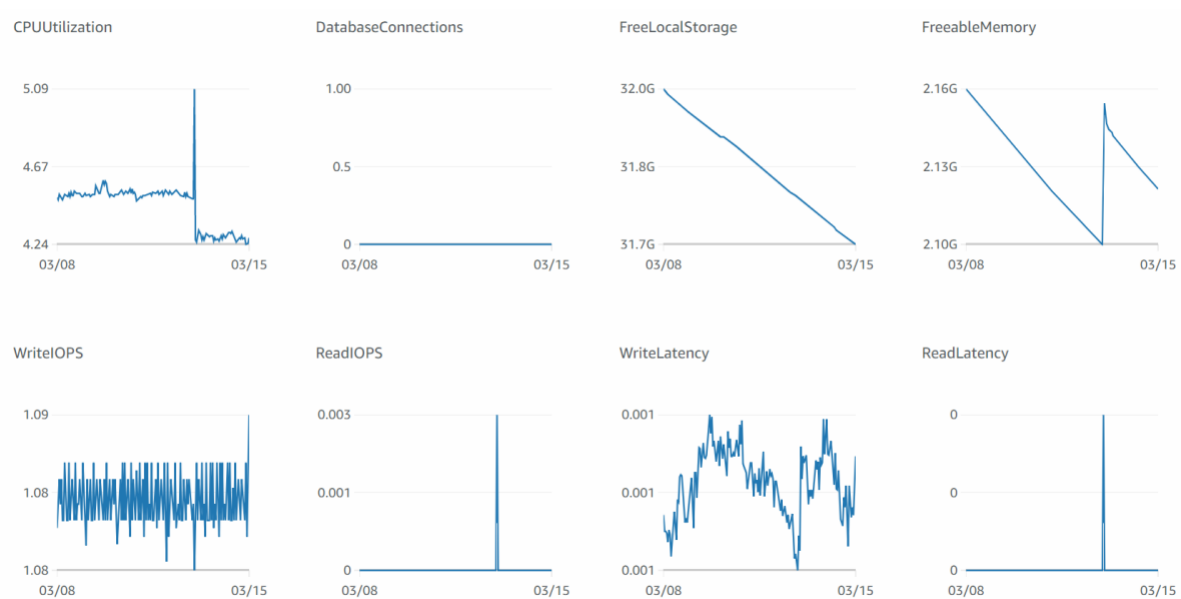 CPUUtilization
DatabaseConnections
FreeLocalStorage
FreeableMemory
5.09
4.67
4.24
03/08
03/15
1.00
0.5
0
03/08
03/15
32.0G
31.8G
31.7G
03/08
03/15
2.16G
2.13G
2.10G
03/08
03/15
WriteIOPS
ReadIOPS
WriteLatency
ReadLatency
1.09
1.08
1.08
03/08
03/15
0.003
0.001
0
03/08
03/15
0.001
0.001
0.001
03/08
03/15
0
0
0
03/08
03/15